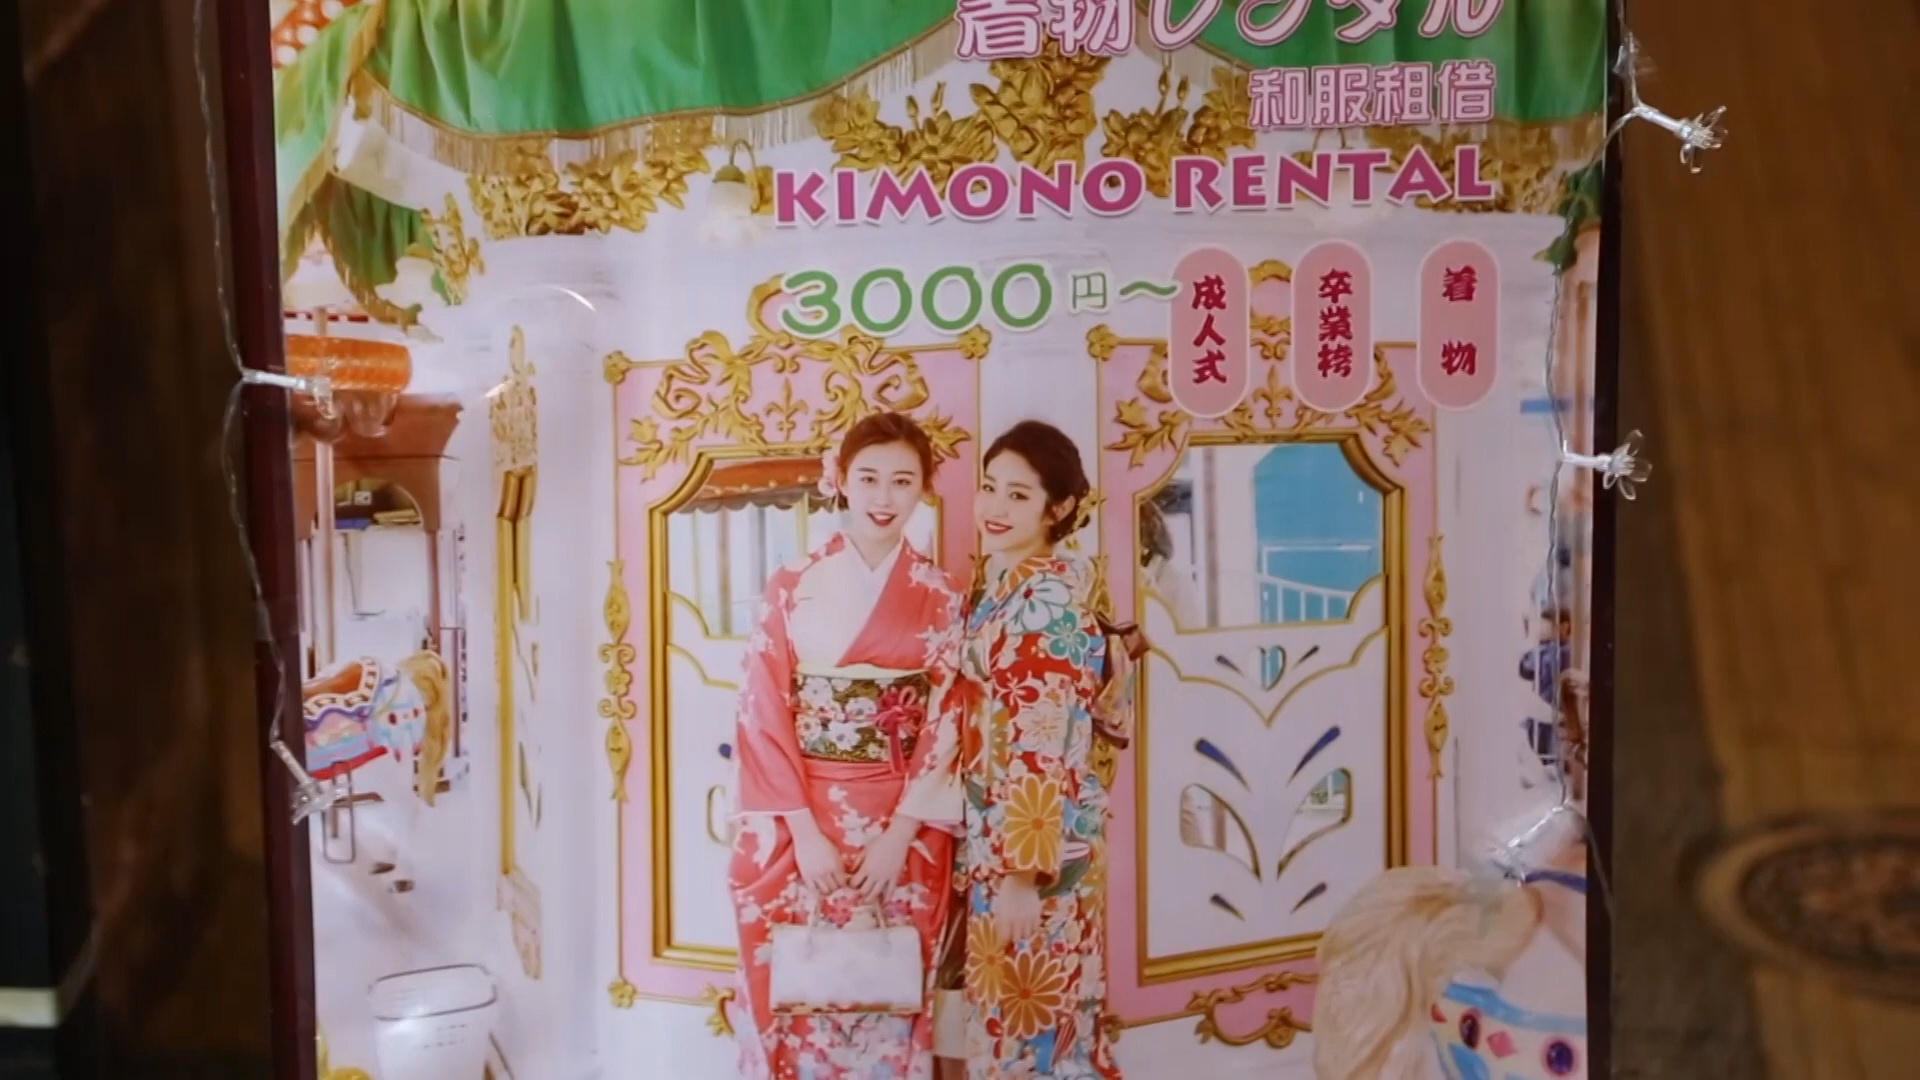 着物レンタル
和服租借
KIMONO RENTAL
3000円～
着物
卒業袴
成人式